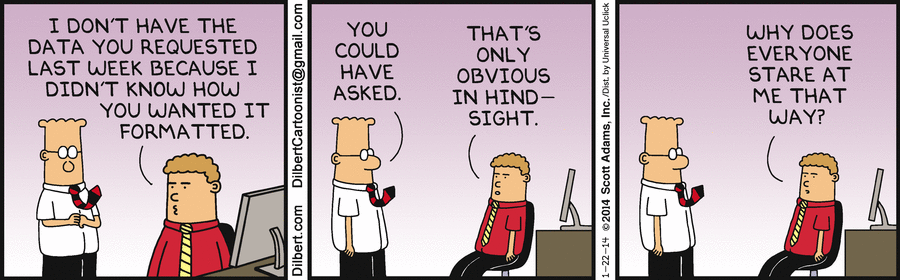 I DON'T HAVE THE
DATA YOU REQUESTED
LAST WEEK BECAUSE I
DIDN'T KNOW HOW
YOU WANTED IT
FORMATTED.
Dilbert.com DilbertCartoonist@gmail.com
YOU
COULD
HAVE
ASKED.
THAT'S
ONLY
OBVIOUS
IN HIND—
SIGHT.
1-22-14 ©2014 Scott Adams, Inc. /Dist. by Universal Uclick
WHY DOES
EVERYONE
STARE AT
ME THAT
WAY?